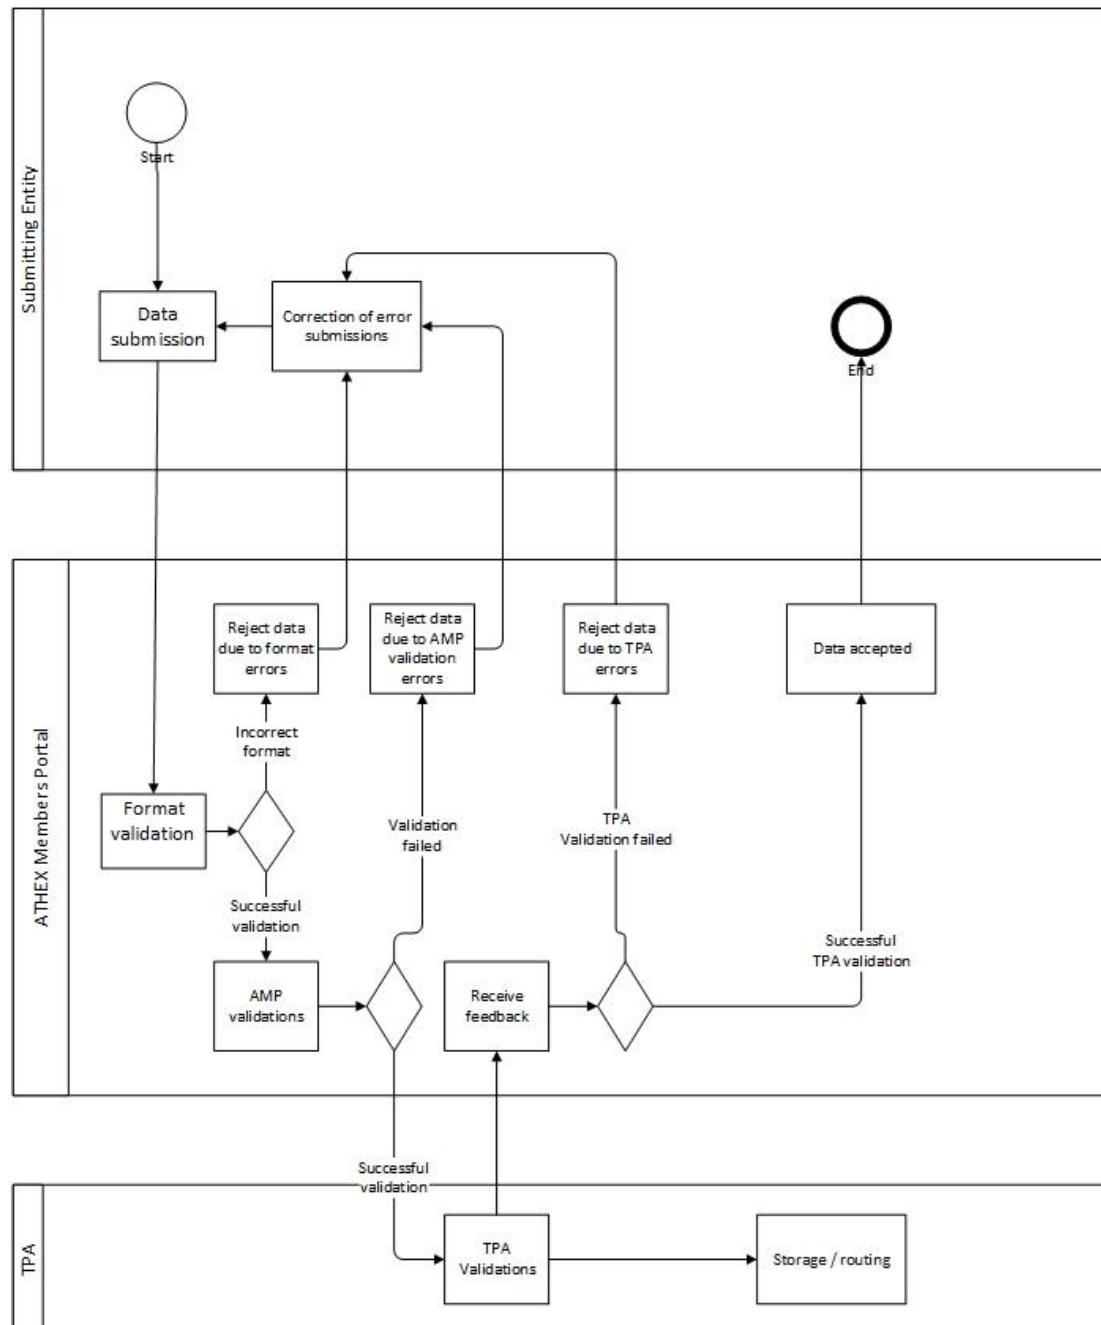 Submitting Entity
Start
Data
submission
Correction of error
submissions
End
ATHEX Members Portal
Reject data
due to format
errors
Reject data
due to AMP
validation
errors
Reject data
due to TPA
errors
Data accepted
Incorrect
format
Format
validation
Validation
failed
TPA
Validation failed
Successful
validation
AMP
validations
Receive
feedback
Successful
TPA validation
Successful
validation
TPA
TPA
Validations
Storage / routing